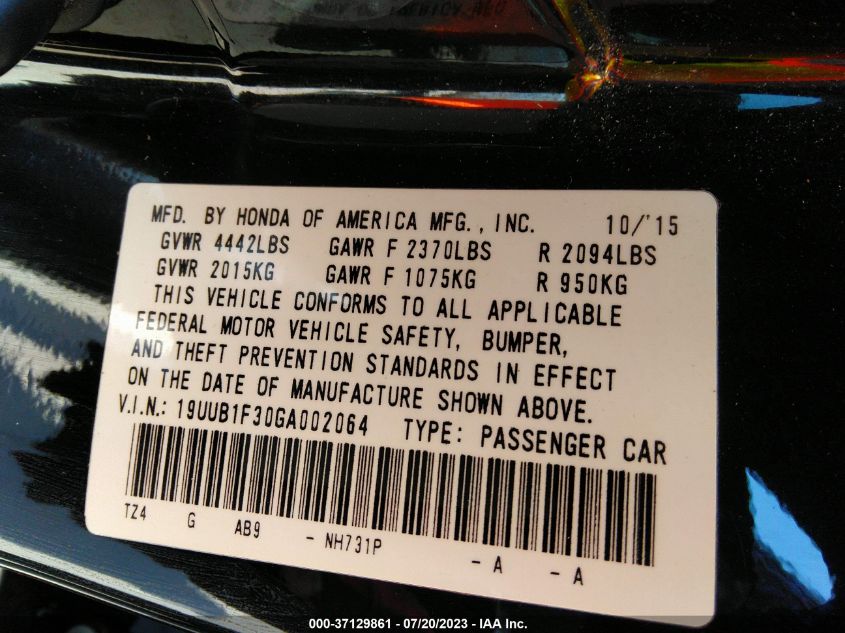 MFD. BY HONDA OF AMERICA MFG., INC. 10/'15
GVWR 4442LBS GAWR F 2370LBS R 2094LBS
GVWR 2015KG GAWR F 1075KG R 950KG
THIS VEHICLE CONFORMS TO ALL APPLICABLE
FEDERAL MOTOR VEHICLE SAFETY, BUMPER,
AND THEFT PREVENTION STANDARDS IN EFFECT
ON THE DATE OF MANUFACTURE SHOWN ABOVE.
V.I.N.: 19UUB1F30GA002064 TYPE: PASSENGER CAR
TZ4 G AB9 - NH731P - A - A
000-37129861 - 07/20/2023 - IAA Inc.